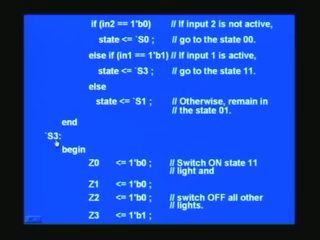 if (in2 == 1'b0) // If input 2 is not active,
state <= `S0 ; // go to the state 00.
else if (in1 == 1'b1) // If input 1 is active,
state <= `S3 ; // go to the state 11.
else
state <= `S1 ; // Otherwise, remain in
// the state 01.
end
`S3:
begin
Z0 <= 1'b0 ; // Switch ON state 11
// light and
Z1 <= 1'b0 ;
Z2 <= 1'b0 ; // switch OFF all other
// lights.
Z3 <= 1'b1 ;